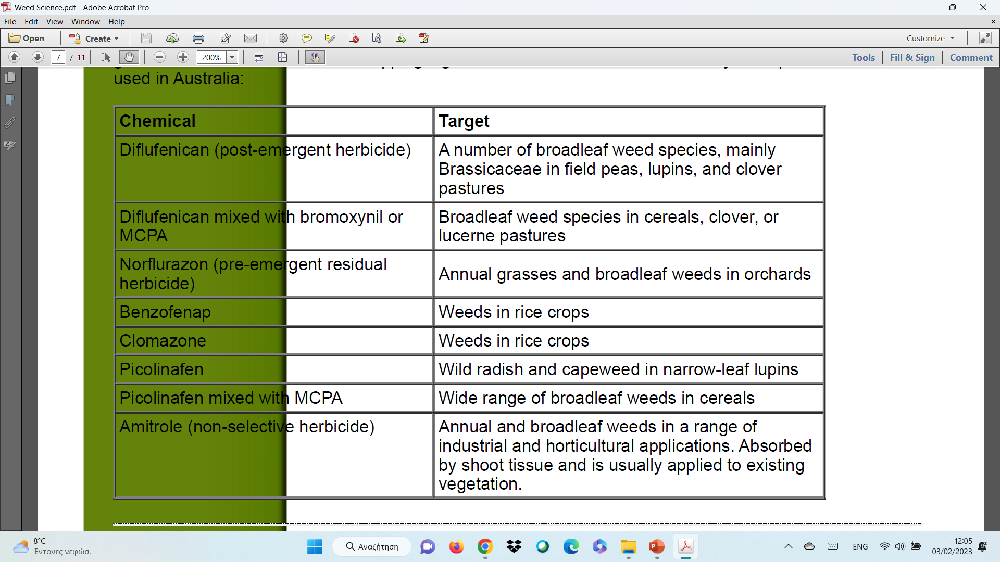 Weed Science.pdf - Adobe Acrobat Pro
File Edit View Window Help
Open Create Customize
7 / 11 200% Tools Fill & Sign Comment
used in Australia:
Chemical Target
Diflufenican (post-emergent herbicide) A number of broadleaf weed species, mainly
Brassicaceae in field peas, lupins, and clover
pastures
Diflufenican mixed with bromoxynil or Broadleaf weed species in cereals, clover, or
MCPA lucerne pastures
Norflurazon (pre-emergent residual
herbicide) Annual grasses and broadleaf weeds in orchards
Benzofenap Weeds in rice crops
Clomazone Weeds in rice crops
Picolinafen Wild radish and capeweed in narrow-leaf lupins
Picolinafen mixed with MCPA Wide range of broadleaf weeds in cereals
Amitrole (non-selective herbicide) Annual and broadleaf weeds in a range of
industrial and horticultural applications. Absorbed
by shoot tissue and is usually applied to existing
vegetation.
8°C
Έντονες νεφώσ.
Αναζήτηση
ENG
12:05
03/02/2023